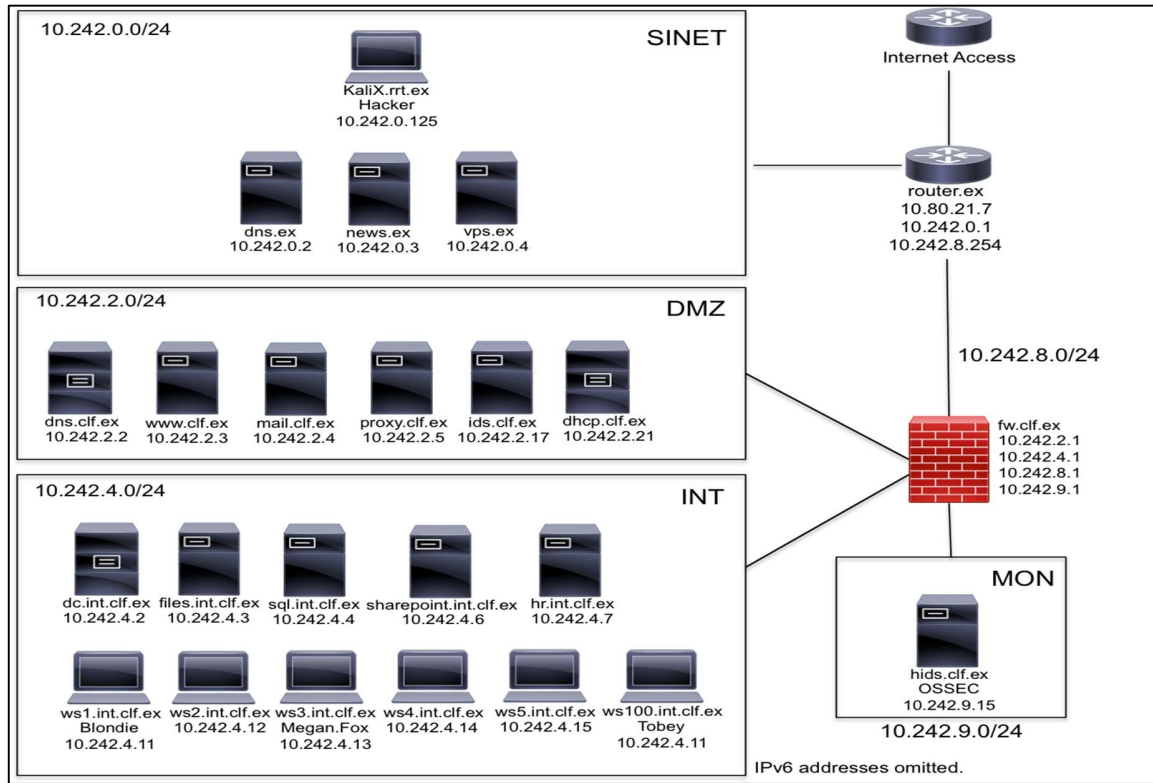 10.242.0.0/24
SINET
KaliX.rrt.ex
Hacker
10.242.0.125
dns.ex
10.242.0.2
news.ex
10.242.0.3
vps.ex
10.242.0.4
Internet Access
router.ex
10.80.21.7
10.242.0.1
10.242.8.254
10.242.8.0/24
10.242.2.0/24
DMZ
dns.clf.ex
10.242.2.2
www.clf.ex
10.242.2.3
mail.clf.ex
10.242.2.4
proxy.clf.ex
10.242.2.5
ids.clf.ex
10.242.2.17
dhcp.clf.ex
10.242.2.21
fw.clf.ex
10.242.2.1
10.242.4.1
10.242.8.1
10.242.9.1
10.242.4.0/24
INT
dc.int.clf.ex
10.242.4.2
files.int.clf.ex
10.242.4.3
sql.int.clf.ex
10.242.4.4
sharepoint.int.clf.ex
10.242.4.6
hr.int.clf.ex
10.242.4.7
ws1.int.clf.ex
Blondie
10.242.4.11
ws2.int.clf.ex
10.242.4.12
ws3.int.clf.ex
Megan.Fox
10.242.4.13
ws4.int.clf.ex
10.242.4.14
ws5.int.clf.ex
10.242.4.15
ws100.int.clf.ex
Tobey
10.242.4.11
MON
hids.clf.ex
OSSEC
10.242.9.15
10.242.9.0/24
IPv6 addresses omitted.